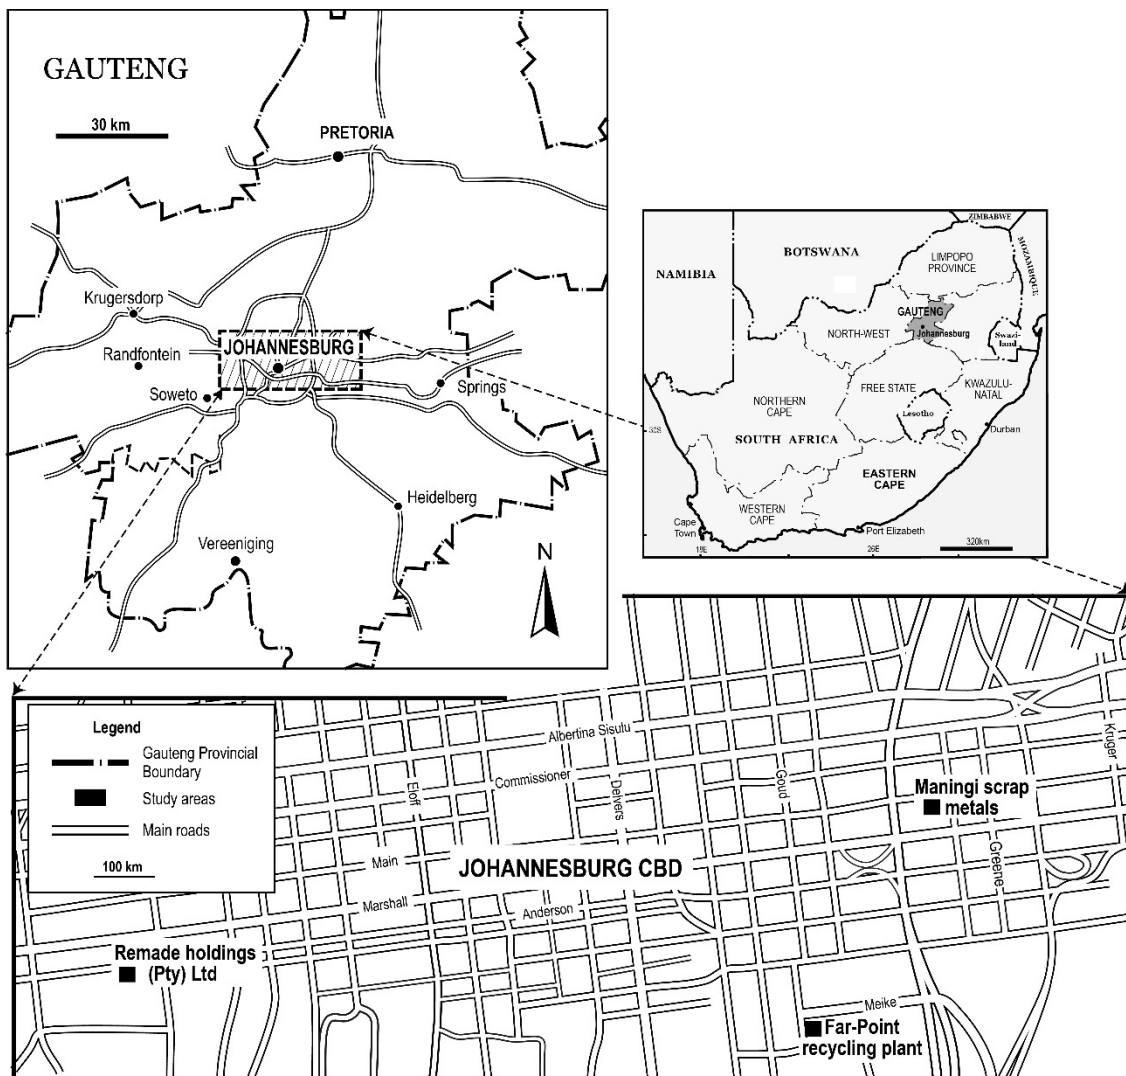 GAUTENG
30 km
PRETORIA
Krugersdorp
JOHANNESBURG
Randfontein
Springs
Soweto
Heidelberg
Vereeniging
N
ZIMBABWE
BOTSWANA
MOZAMBIQUE
LIMPOPO
PROVINCE
NAMIBIA
GAUTENG
Johannesburg
NORTH-WEST
Swazi-
land
FREE STATE
KWAZULU-
NATAL
NORTHERN
CAPE
Lesotho
Durban
30S
SOUTH AFRICA
EASTERN
CAPE
WESTERN
CAPE
Cape
Town
Port Elizabeth
18E
26E
320km
Legend
Gauteng Provincial
Boundary
Study areas
Main roads
100 km
Albertina Sisulu
Commissioner
Eloff
Delvers
Goud
Kruger
Maningi scrap
metals
Main
JOHANNESBURG CBD
Greene
Marshall
Anderson
Remade holdings
(Pty) Ltd
Meike
Far-Point
recycling plant